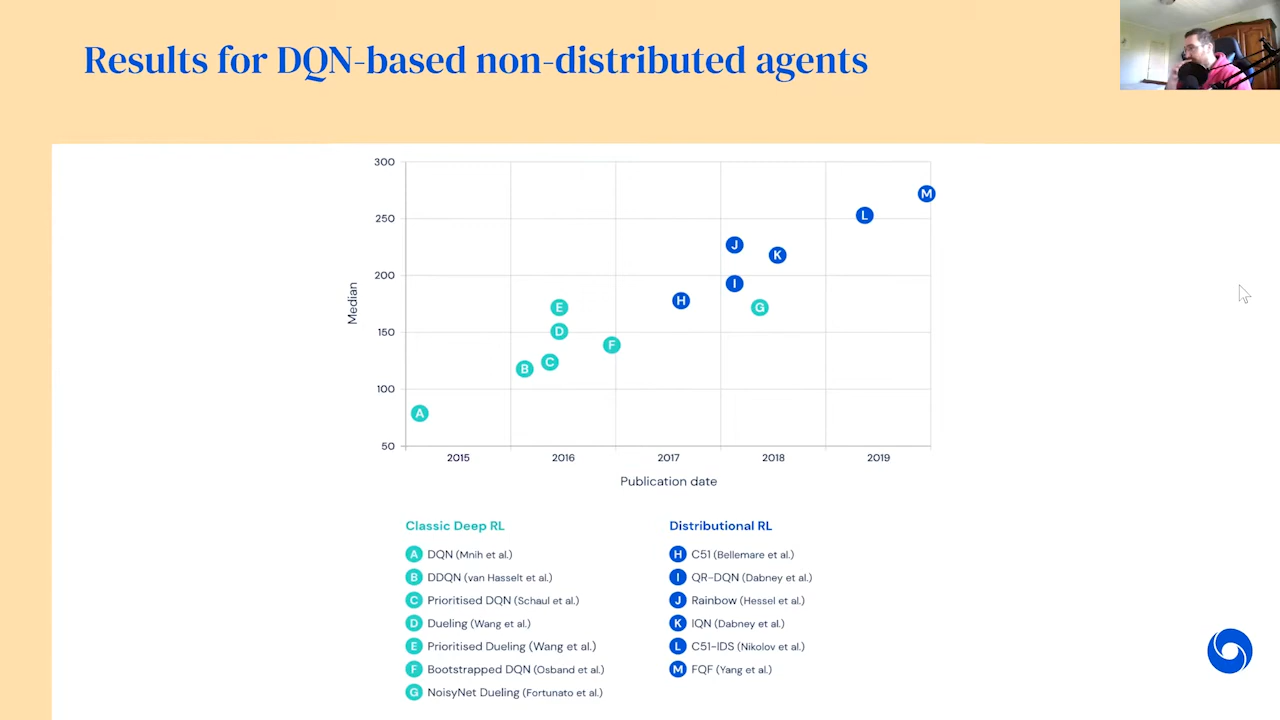 Results for DQN-based non-distributed agents
300
250
200
150
100
50
Median
A
B
C
D
E
F
G
H
I
J
K
L
M
2015
2016
2017
2018
2019
Publication date
Classic Deep RL
A DQN (Mnih et al.)
B DDQN (van Hasselt et al.)
C Prioritised DQN (Schaul et al.)
D Dueling (Wang et al.)
E Prioritised Dueling (Wang et al.)
F Bootstrapped DQN (Osband et al.)
G NoisyNet Dueling (Fortunato et al.)
Distributional RL
H C51 (Bellemare et al.)
I QR-DQN (Dabney et al.)
J Rainbow (Hessel et al.)
K IQN (Dabney et al.)
L C51-IDS (Nikolov et al.)
M FQF (Yang et al.)